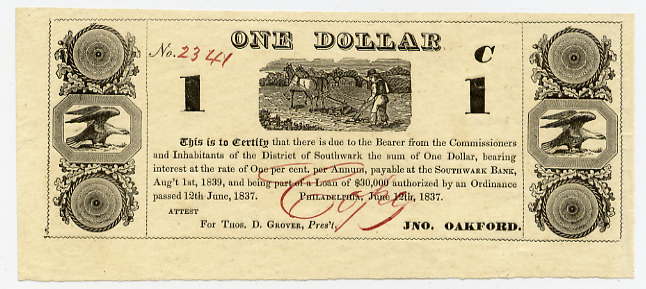 ONE DOLLAR
No. 2341
C
1
1
This is to Certify that there is due to the Bearer from the Commissioners
and Inhabitants of the District of Southwark the sum of One Dollar, bearing
interest at the rate of One per cent. per Annum, payable at the SOUTHWARK BANK,
Aug't 1st, 1839, and being part of a Loan of $30,000 authorized by an Ordinance
passed 12th June, 1837. PHILADELPHIA, June 12th, 1837.
Copy
ATTEST
For THOS. D. GROVER, Pres't, JNO. OAKFORD.